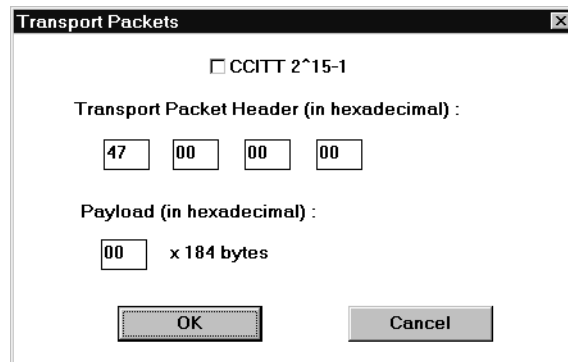 Transport Packets
CCITT 2^15-1
Transport Packet Header (in hexadecimal) :
47 00 00 00
Payload (in hexadecimal) :
00 x 184 bytes
OK Cancel